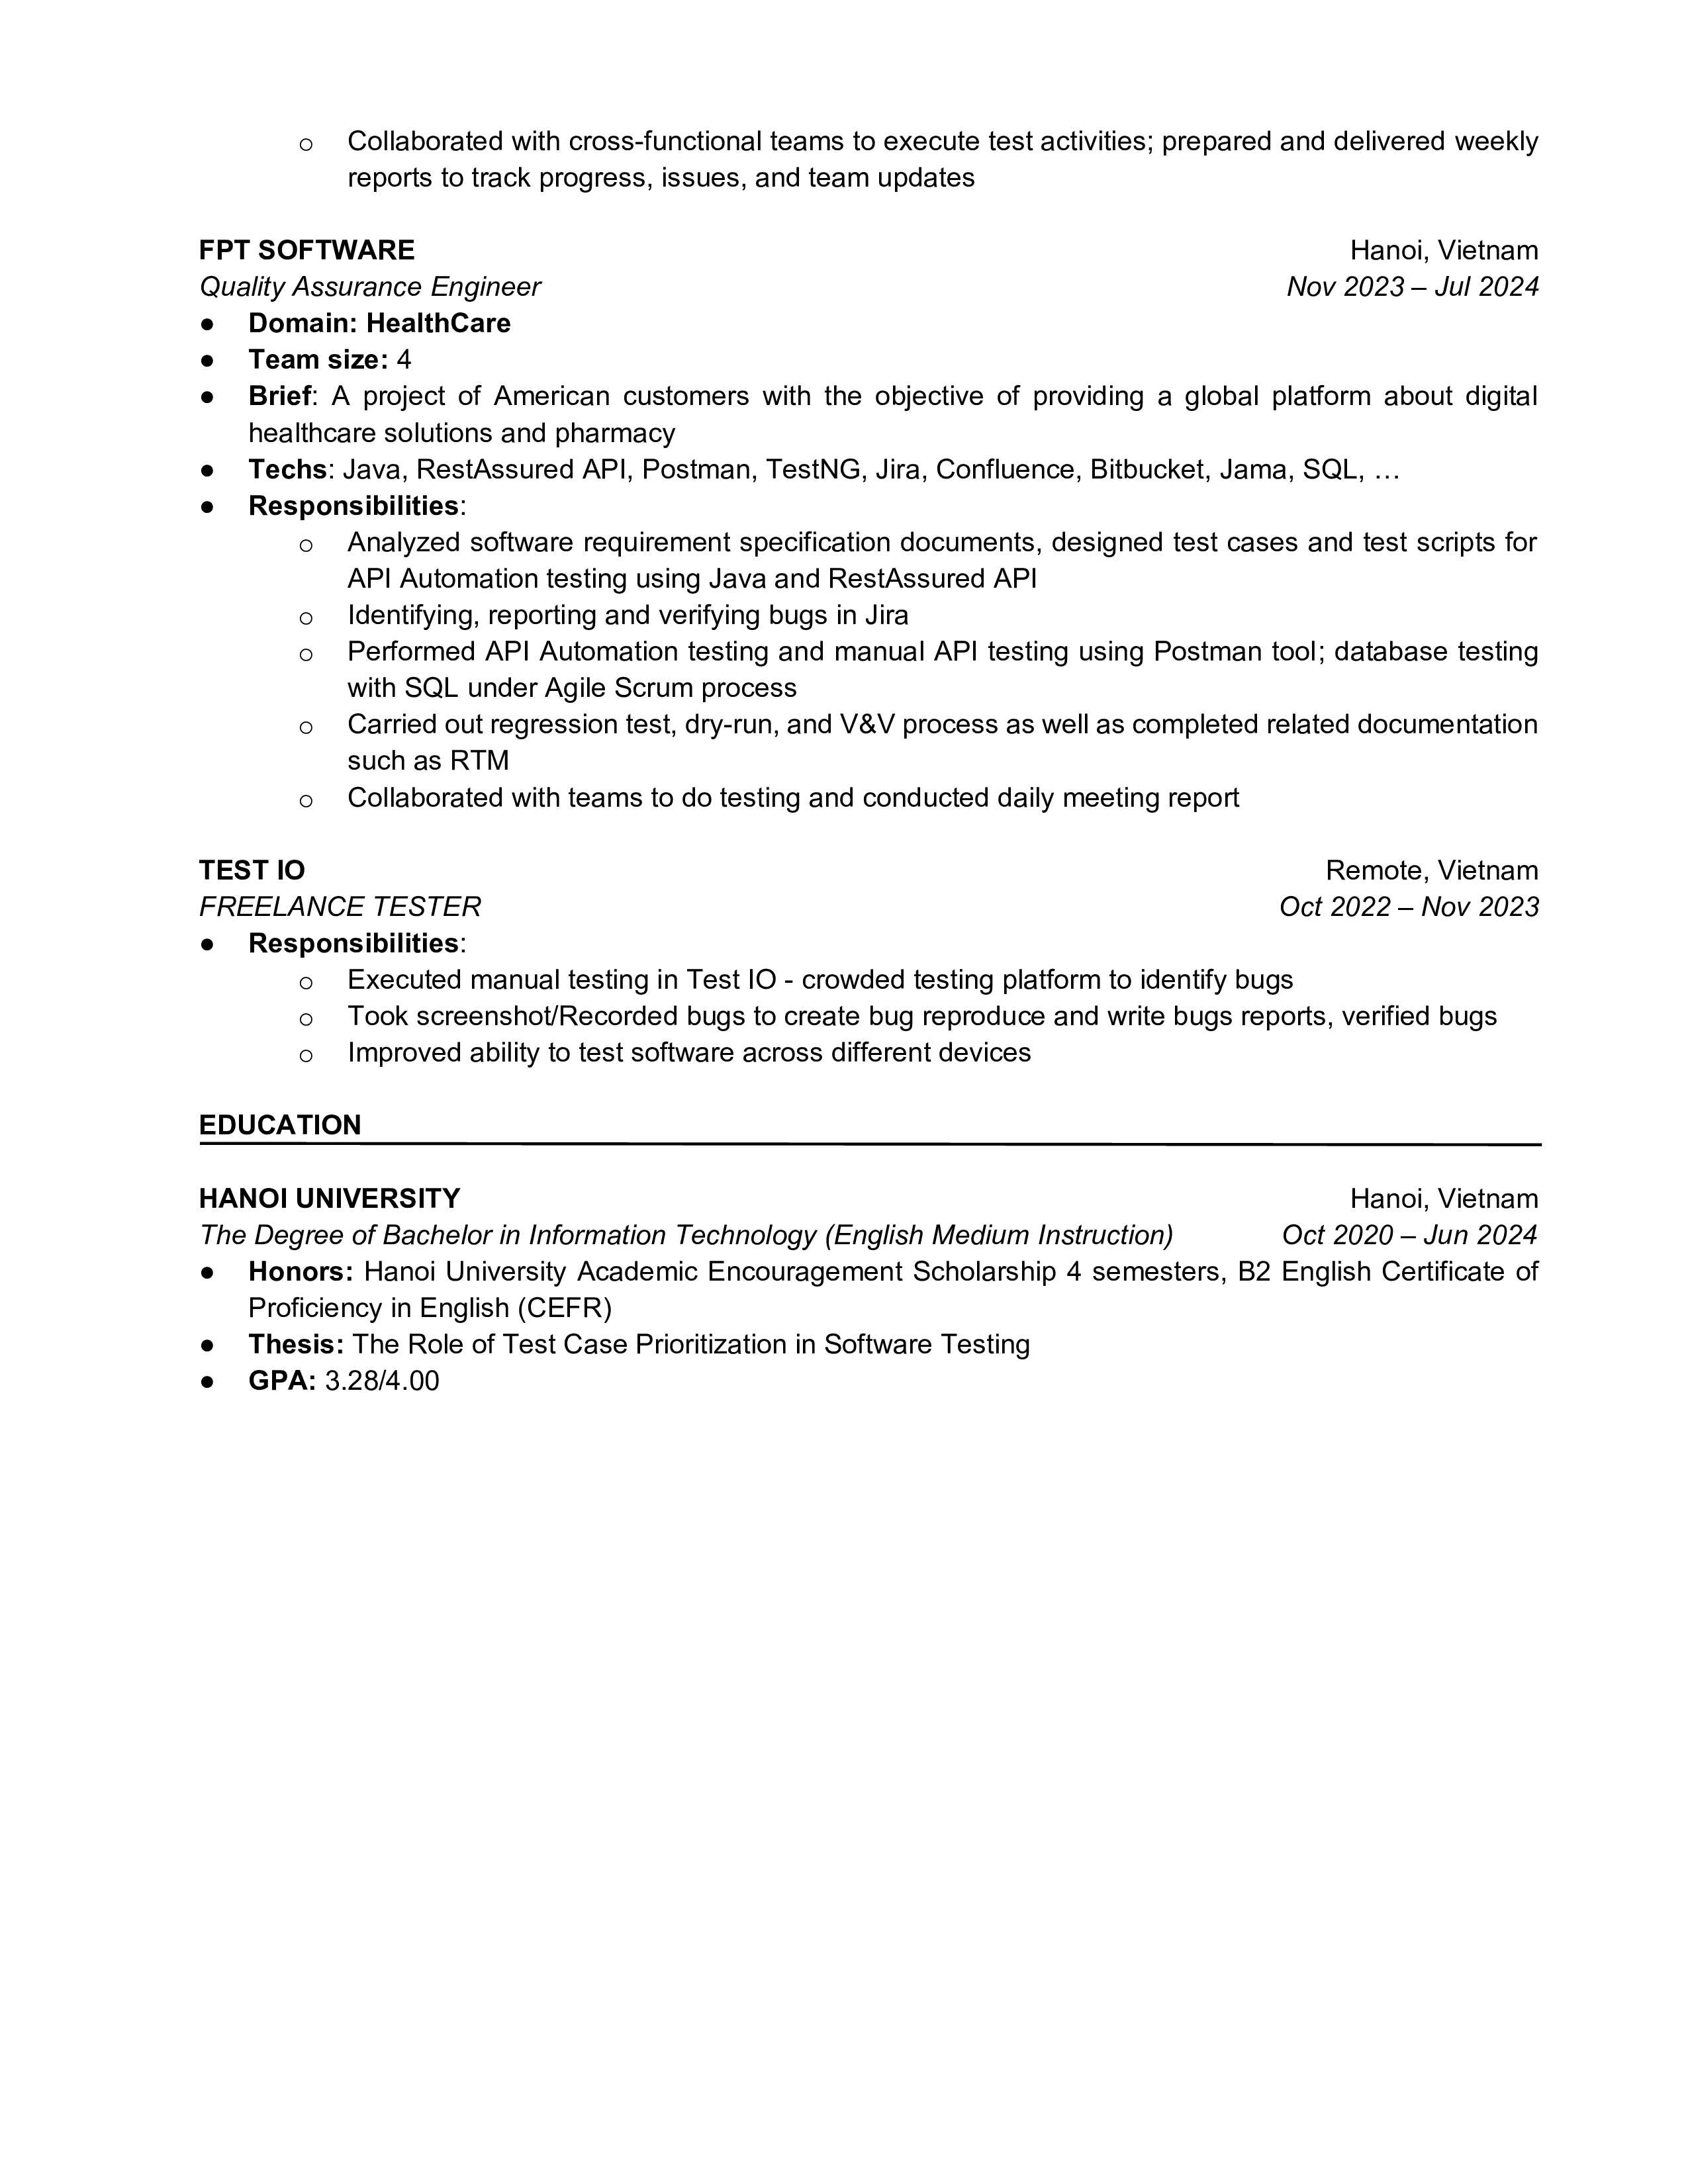 o Collaborated with cross-functional teams to execute test activities; prepared and delivered weekly
reports to track progress, issues, and team updates
FPT SOFTWARE Hanoi, Vietnam
Quality Assurance Engineer Nov 2023 – Jul 2024
● Domain: HealthCare
● Team size: 4
● Brief: A project of American customers with the objective of providing a global platform about digital
healthcare solutions and pharmacy
● Techs: Java, RestAssured API, Postman, TestNG, Jira, Confluence, Bitbucket, Jama, SQL, …
● Responsibilities:
o Analyzed software requirement specification documents, designed test cases and test scripts for
API Automation testing using Java and RestAssured API
o Identifying, reporting and verifying bugs in Jira
o Performed API Automation testing and manual API testing using Postman tool; database testing
with SQL under Agile Scrum process
o Carried out regression test, dry-run, and V&V process as well as completed related documentation
such as RTM
o Collaborated with teams to do testing and conducted daily meeting report
TEST IO Remote, Vietnam
FREELANCE TESTER Oct 2022 – Nov 2023
● Responsibilities:
o Executed manual testing in Test IO - crowded testing platform to identify bugs
o Took screenshot/Recorded bugs to create bug reproduce and write bugs reports, verified bugs
o Improved ability to test software across different devices
EDUCATION
HANOI UNIVERSITY Hanoi, Vietnam
The Degree of Bachelor in Information Technology (English Medium Instruction) Oct 2020 – Jun 2024
● Honors: Hanoi University Academic Encouragement Scholarship 4 semesters, B2 English Certificate of
Proficiency in English (CEFR)
● Thesis: The Role of Test Case Prioritization in Software Testing
● GPA: 3.28/4.00